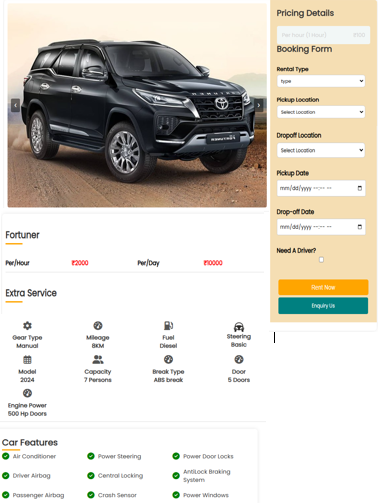 Pricing Details
Per hour (1 Hour)
Booking Form
Rental Type
type
Pickup Location
Select Location
Dropoff Location
Select Location
Pickup Date
mm/dd/yyyy --:-- --
Drop-off Date
mm/dd/yyyy --:-- --
Need A Driver?
Rent Now
Enquiry Us
TOYOTA
FORTUNER
Fortuner
Per/Hour ₹2000 Per/Day ₹10000
Extra Service
Gear Type
Manual
Mileage
8KM
Fuel
Diesel
Steering
Basic
Model
2024
Capacity
7 Persons
Break Type
ABS break
Door
5 Doors
Engine Power
500 Hp Doors
Car Features
Air Conditioner
Power Steering
Power Door Locks
Driver Airbag
Central Locking
AntiLock Braking
System
Passenger Airbag
Crash Sensor
Power Windows